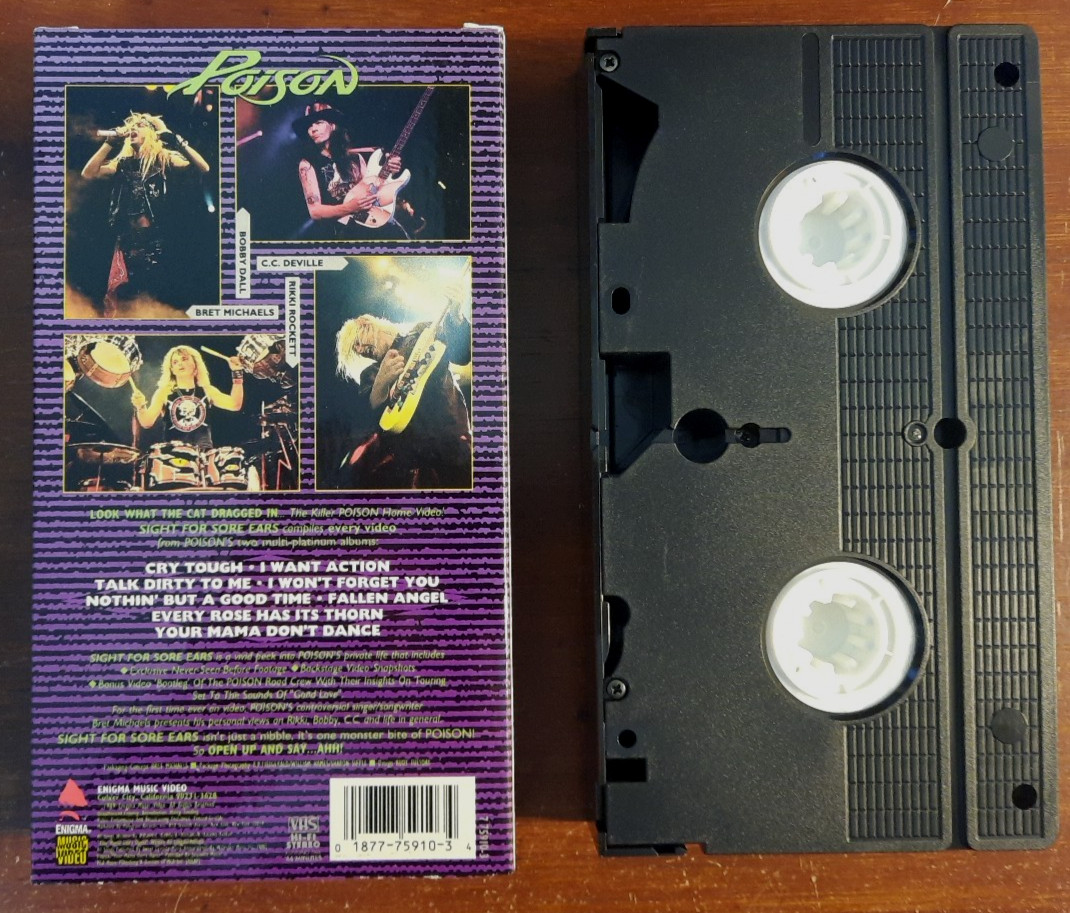 POISON
BOBBY DALL
C.C. DEVILLE
RIKKI ROCKETT
BRET MICHAELS
LOOK WHAT THE CAT DRAGGED IN... The Killer POISON Home Video!
SIGHT FOR SORE EARS compiles every video
from POISON'S two multi-platinum albums:
CRY TOUGH • I WANT ACTION
TALK DIRTY TO ME • I WON'T FORGET YOU
NOTHIN' BUT A GOOD TIME • FALLEN ANGEL
EVERY ROSE HAS ITS THORN
YOUR MAMA DON'T DANCE
SIGHT FOR SORE EARS is a wild peek into POISON'S private life that includes
◆Exclusive Never-Seen-Before Footage ◆Backstage Video Snapshots
◆Bonus Video 'Bootleg' Of The POISON Road Crew With Their Insights On Touring
Set To The Sounds Of "Good Love"
For the first time ever on video, POISON'S controversial singer/songwriter
Bret Michaels presents his personal views on Rikki, Bobby, C.C. and life in general.
SIGHT FOR SORE EARS isn't just a nibble, it's one monster bite of POISON!
So OPEN UP AND SAY...AHH!
ENIGMA MUSIC VIDEO
Culver City, California 90231-3628
ENIGMA
MUSIC
VIDEO
VHS
HI-FI
STEREO
0 1877-75910-3 4
75910-3